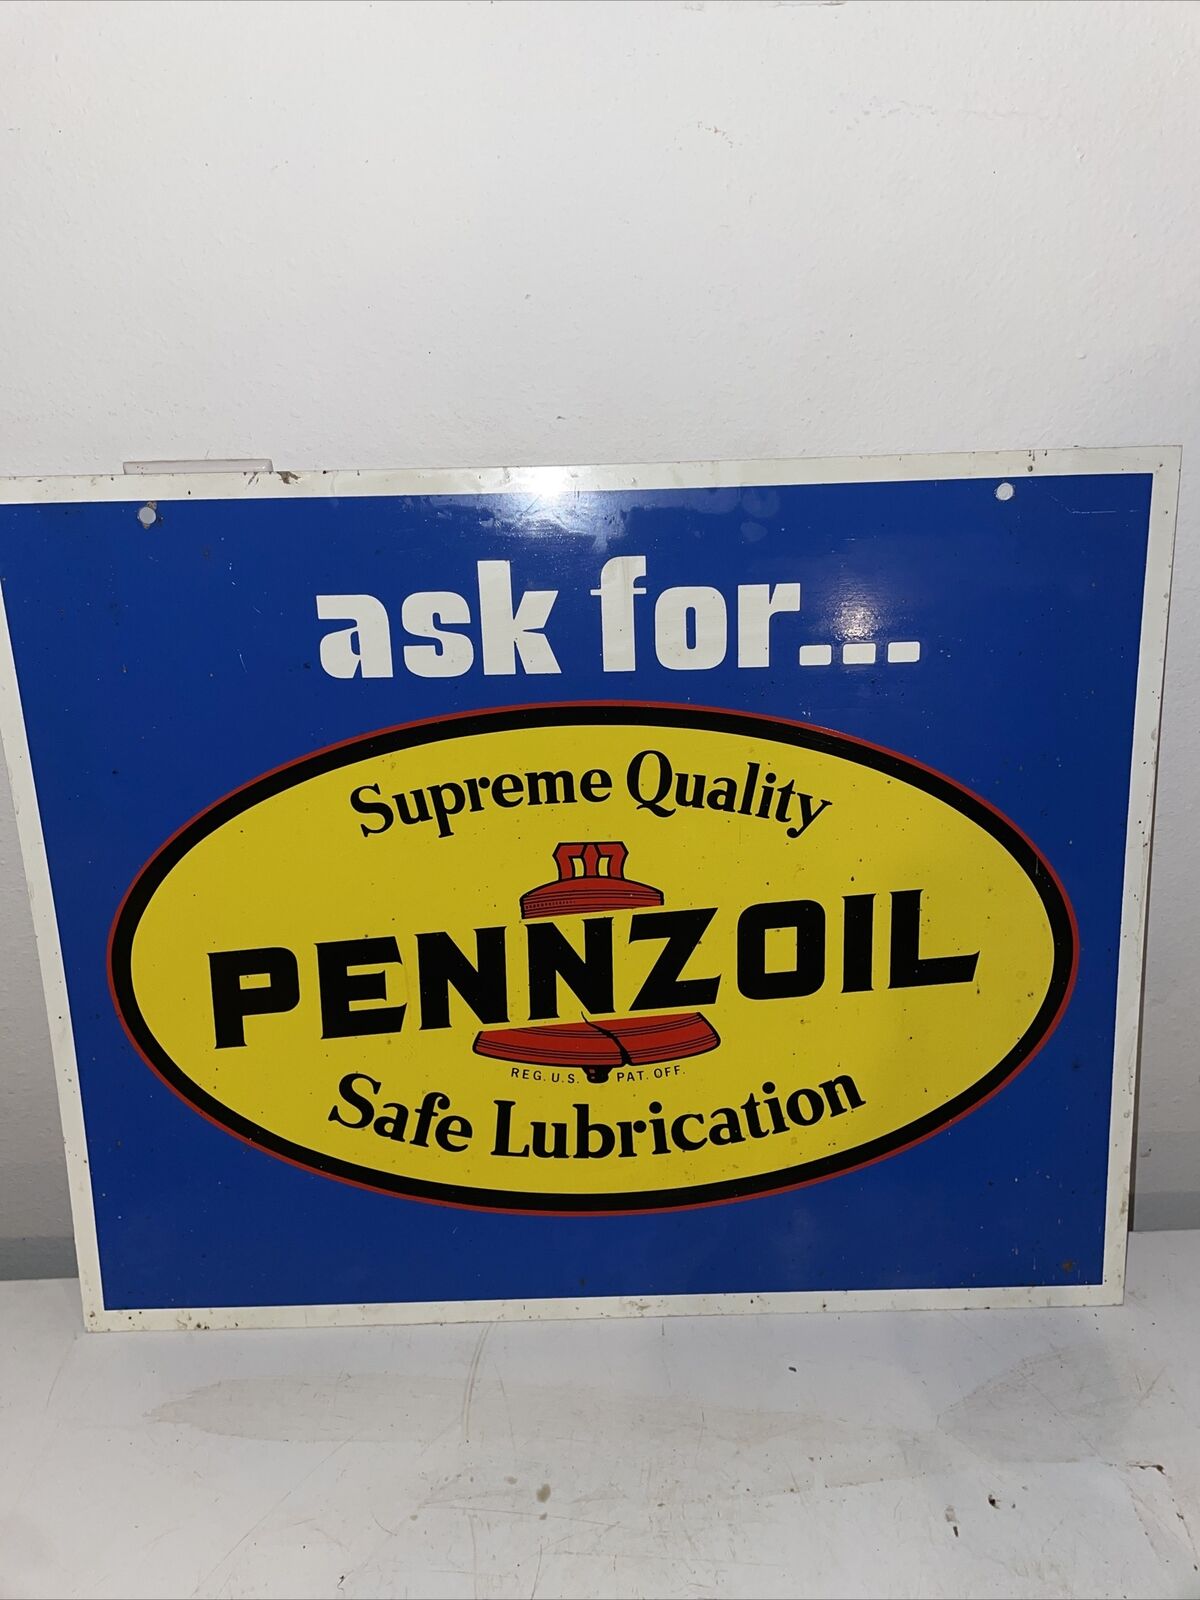 ask for...
Supreme Quality
PENNZOIL
REG. U.S. PAT. OFF.
Safe Lubrication